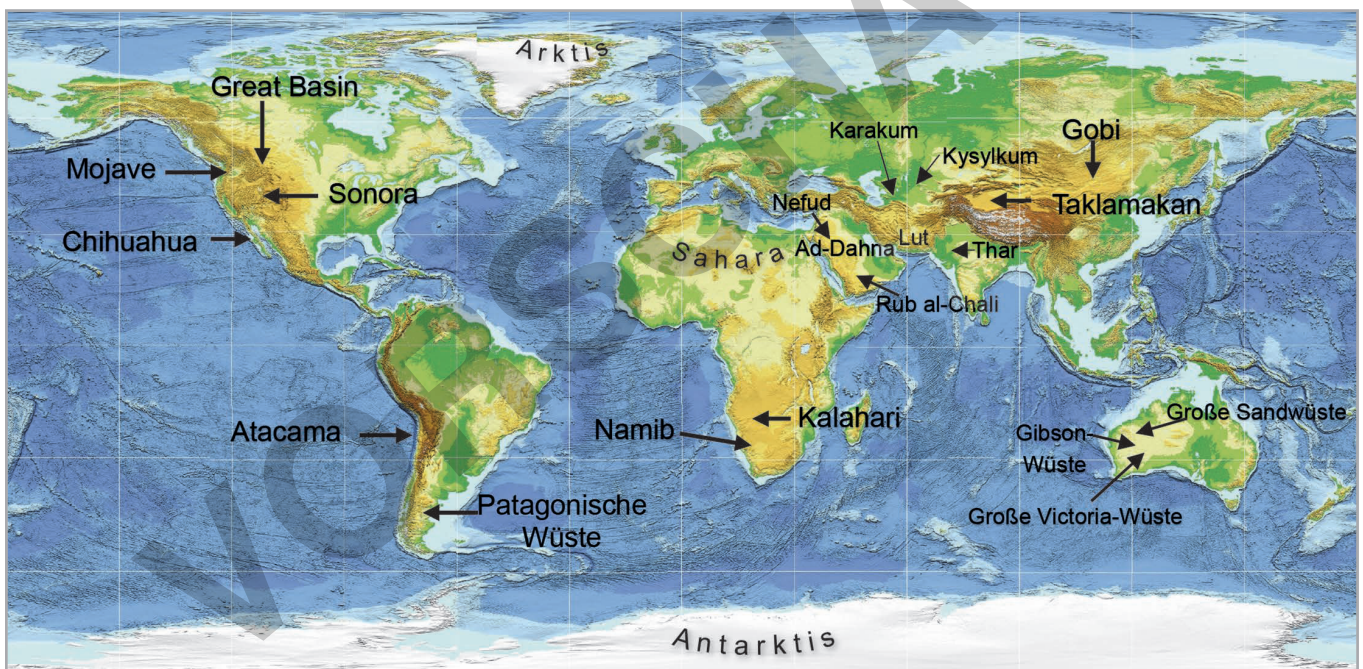 Arktis
Great Basin
Mojave
Sonora
Chihuahua
Atacama
Patagonische
Wüste
Sahara
Namib
Kalahari
Karakum
Kysylkum
Gobi
Taklamakan
Nefud
Ad-Dahna
Lut
Thar
Rub al-Chali
Große Sandwüste
Gibson-
Wüste
Große Victoria-Wüste
Antarktis